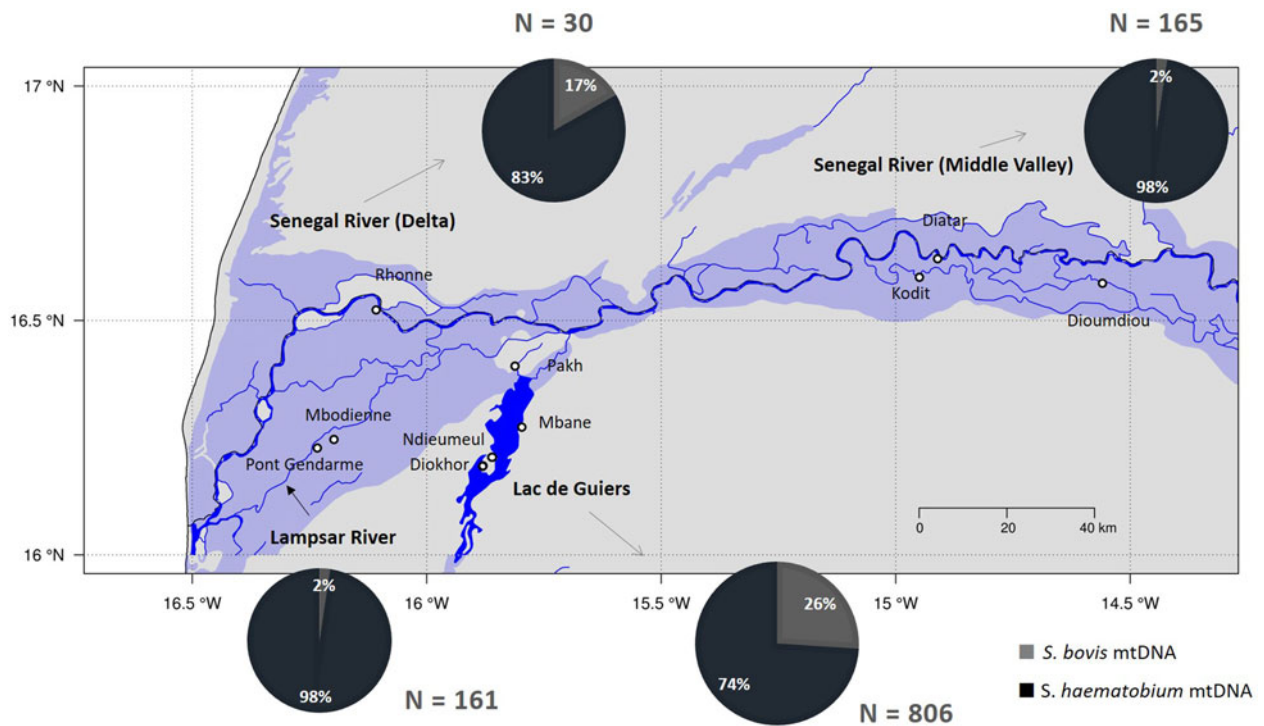 N = 30
N = 165
17 °N
17%
83%
2%
98%
Senegal River (Middle Valley)
Senegal River (Delta)
Diatar
Rhonne
Kodit
Dioumdiou
16.5 °N
Pakh
Mbane
Mbodienne
Ndieumeul
Pont Gendarme
Diokhor
Lac de Guiers
Lampsar River
0 20 40 km
16 °N
16.5 °W 16 °W 15.5 °W 15 °W 14.5 °W
2%
98%
N = 161
26%
74%
N = 806
S. bovis mtDNA
S. haematobium mtDNA